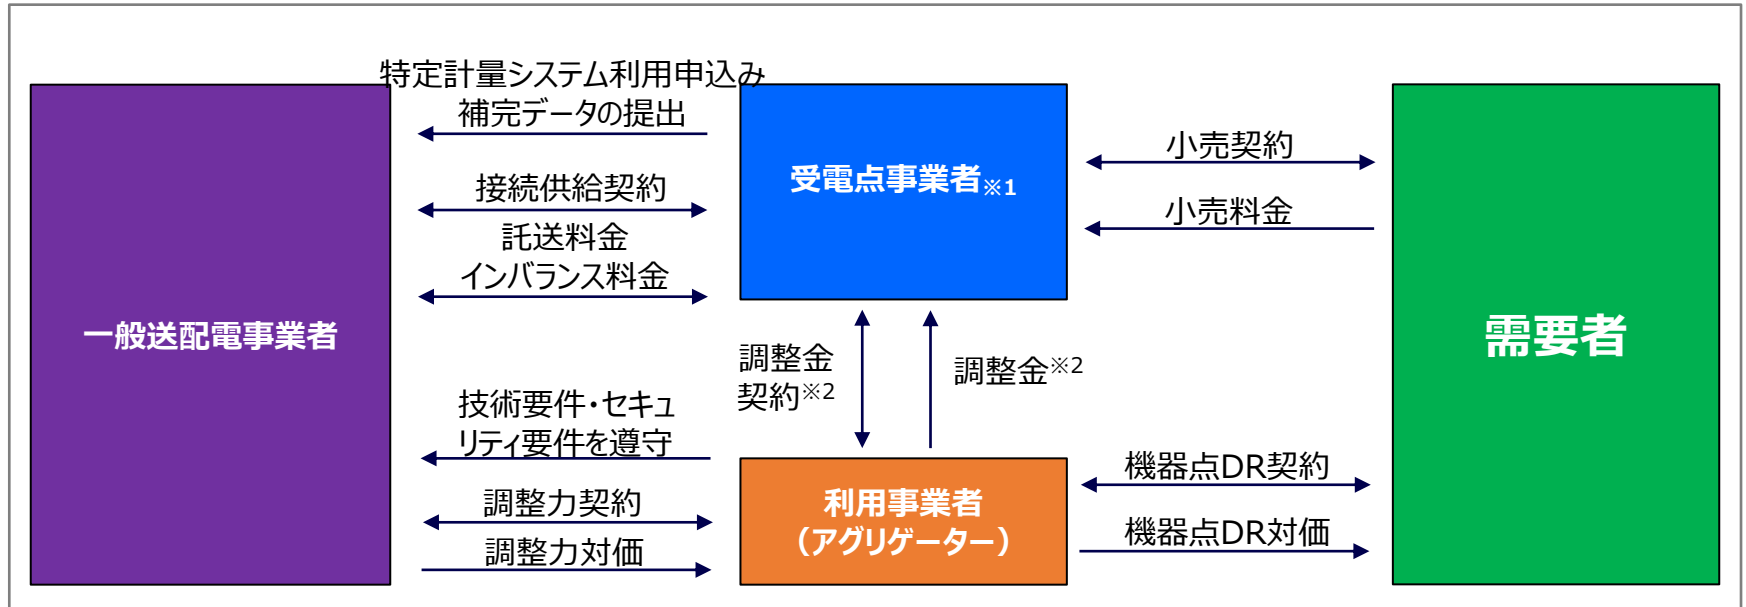 特定計量システム利用申込み
補完データの提出
接続供給契約
託送料金
インバランス料金
一般送配電事業者
技術要件・セキュ
リティ要件を遵守
調整力契約
調整力対価
受電点事業者※1
調整金
契約※2
調整金※2
利用事業者
（アグリゲーター）
小売契約
小売料金
機器点DR契約
機器点DR対価
需要者